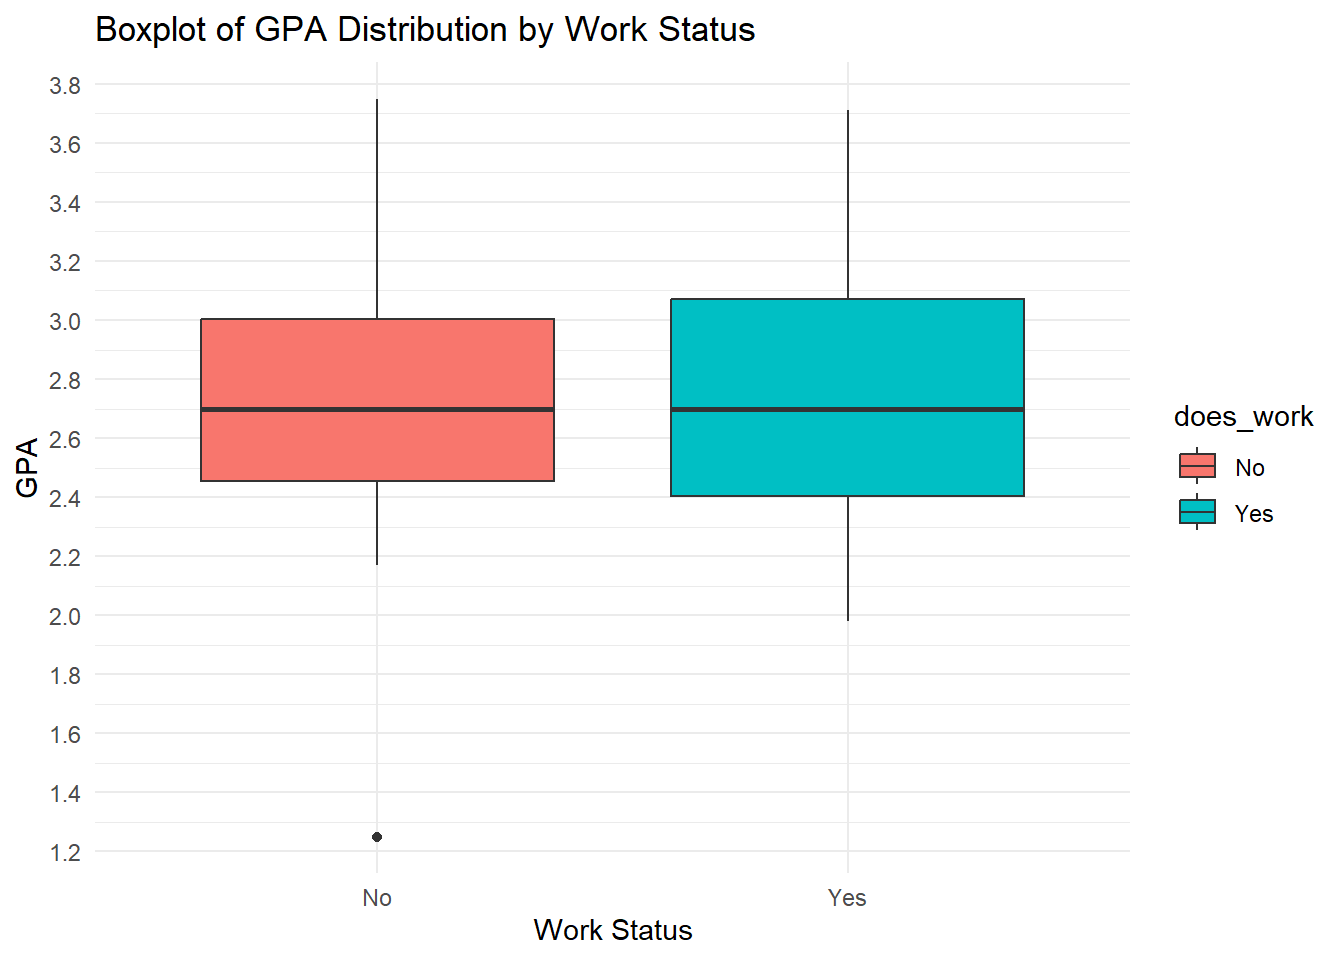 Boxplot of GPA Distribution by Work Status
3.8
3.6
3.4
3.2
3.0
2.8
2.6
2.4
2.2
2.0
1.8
1.6
1.4
1.2
GPA
No
Yes
Work Status
does_work
No
Yes